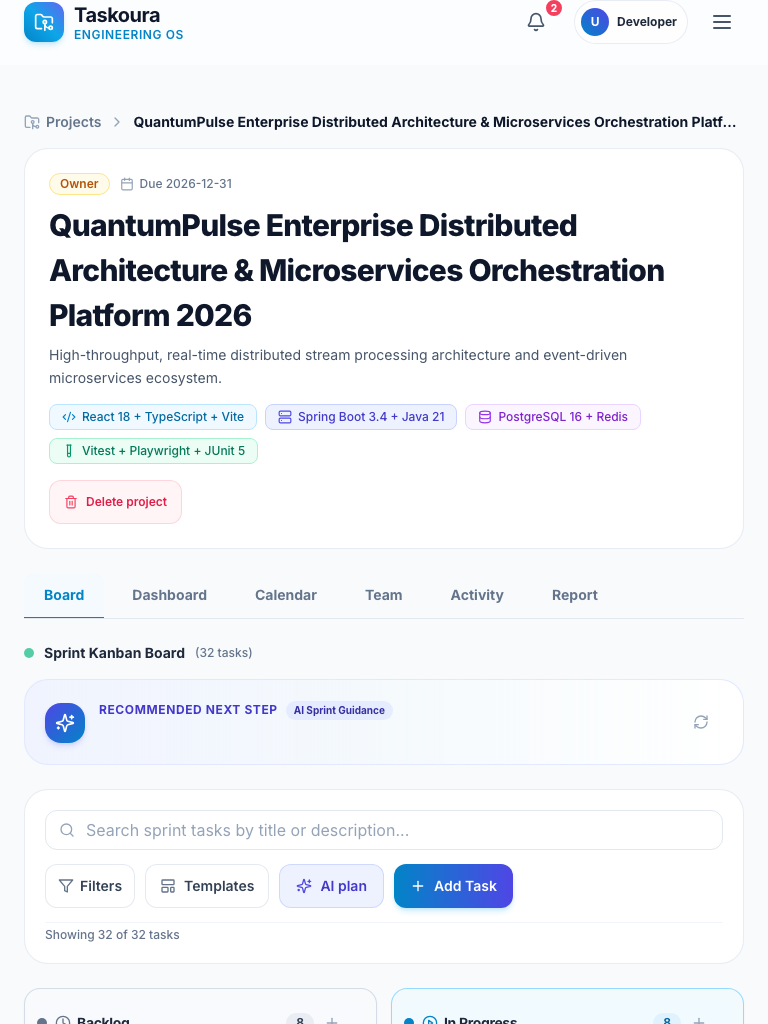 Taskoura
ENGINEERING OS
2
U
Developer
Projects
QuantumPulse Enterprise Distributed Architecture & Microservices Orchestration Platf...
Owner
Due 2026-12-31
QuantumPulse Enterprise Distributed
Architecture & Microservices Orchestration
Platform 2026
High-throughput, real-time distributed stream processing architecture and event-driven
microservices ecosystem.
React 18 + TypeScript + Vite
Spring Boot 3.4 + Java 21
PostgreSQL 16 + Redis
Vitest + Playwright + JUnit 5
Delete project
Board
Dashboard
Calendar
Team
Activity
Report
Sprint Kanban Board (32 tasks)
RECOMMENDED NEXT STEP
AI Sprint Guidance
Search sprint tasks by title or description...
Filters
Templates
AI plan
Add Task
Showing 32 of 32 tasks
Backlog
8
In Progress
8